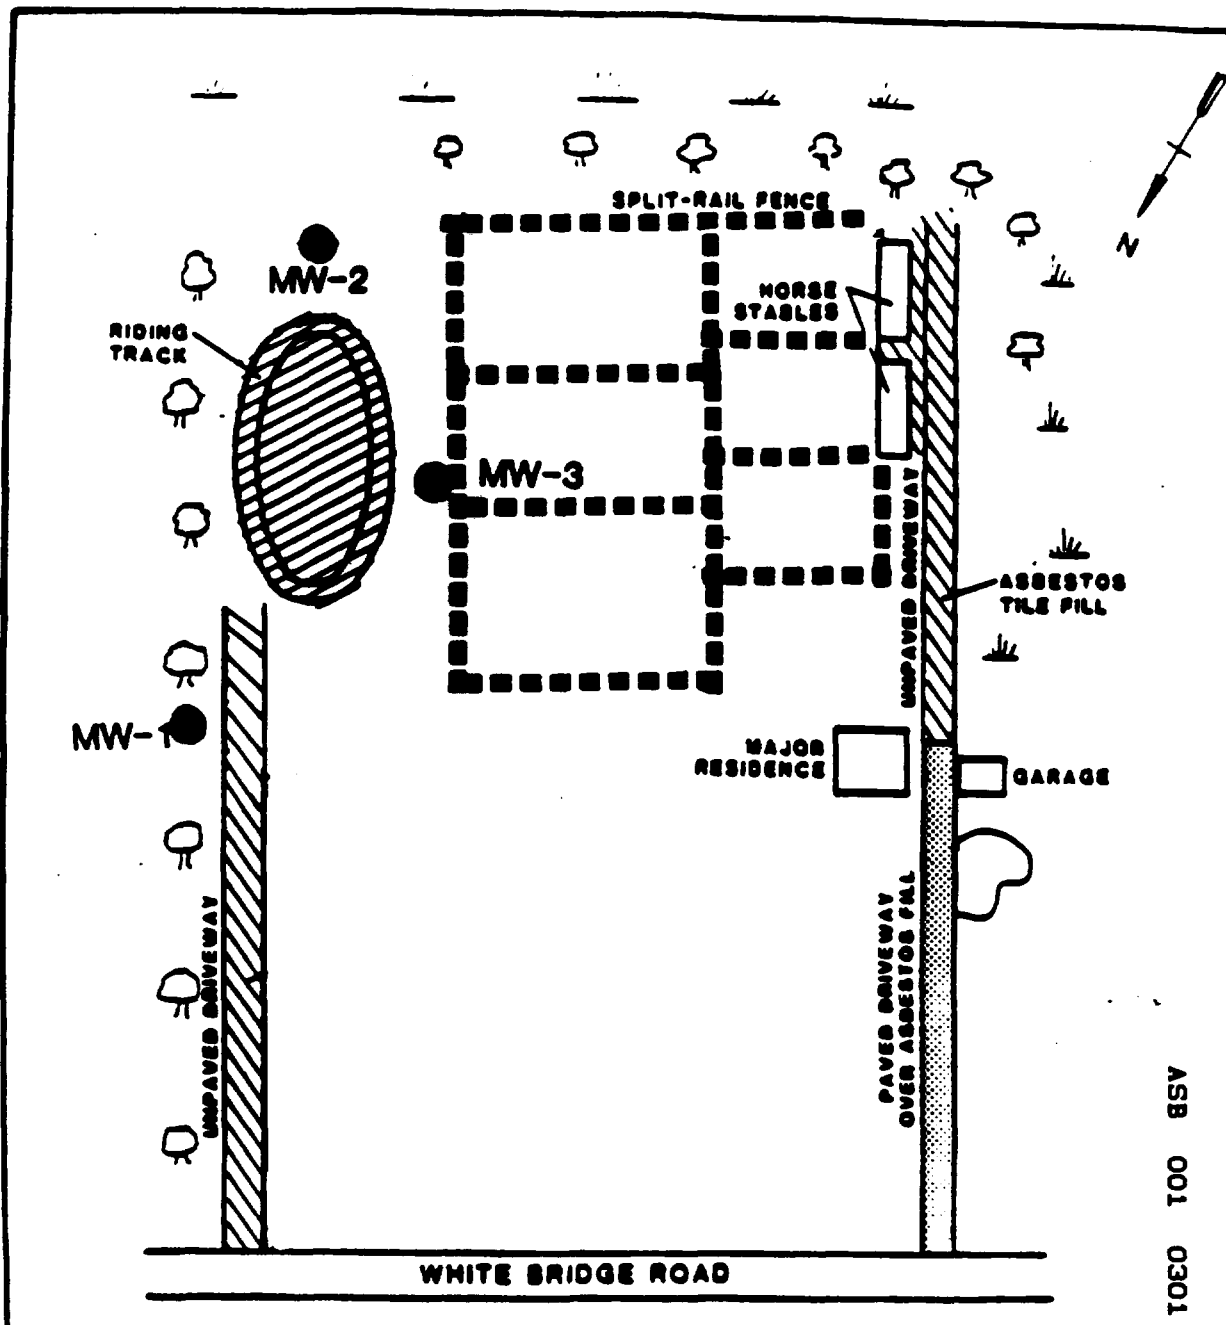 SPLIT-RAIL FENCE
N
MW-2
HORSE
STABLES
RIDING
TRACK
MW-3
UNPAVED DRIVEWAY
ASBESTOS
TILE FILL
MW-1
MAJOR
RESIDENCE
GARAGE
UNPAVED DRIVEWAY
PAVED DRIVEWAY
OVER ASBESTOS FILL
WHITE BRIDGE ROAD
ASB 001 0301